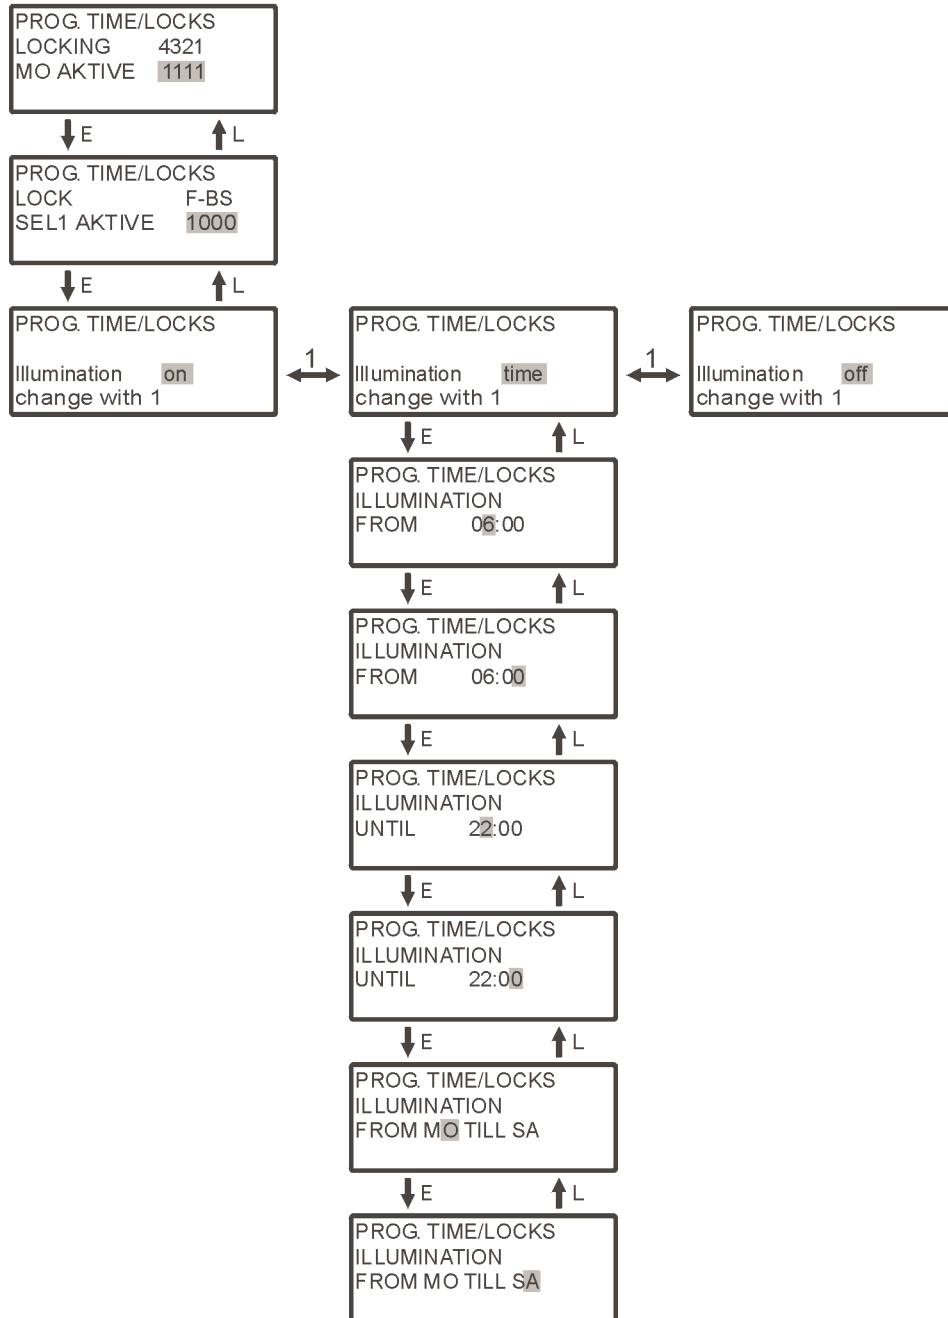 PROG. TIME/LOCKS
LOCKING 4321
MO AKTIVE 1111
E L
PROG. TIME/LOCKS
LOCK F-BS
SEL1 AKTIVE 1000
E L
PROG. TIME/LOCKS
Illumination on
change with 1
1
PROG. TIME/LOCKS
Illumination time
change with 1
1
PROG. TIME/LOCKS
Illumination off
change with 1
E L
PROG. TIME/LOCKS
ILLUMINATION
FROM 06:00
E L
PROG. TIME/LOCKS
ILLUMINATION
FROM 06:00
E L
PROG. TIME/LOCKS
ILLUMINATION
UNTIL 22:00
E L
PROG. TIME/LOCKS
ILLUMINATION
UNTIL 22:00
E L
PROG. TIME/LOCKS
ILLUMINATION
FROM MO TILL SA
E L
PROG. TIME/LOCKS
ILLUMINATION
FROM MO TILL SA